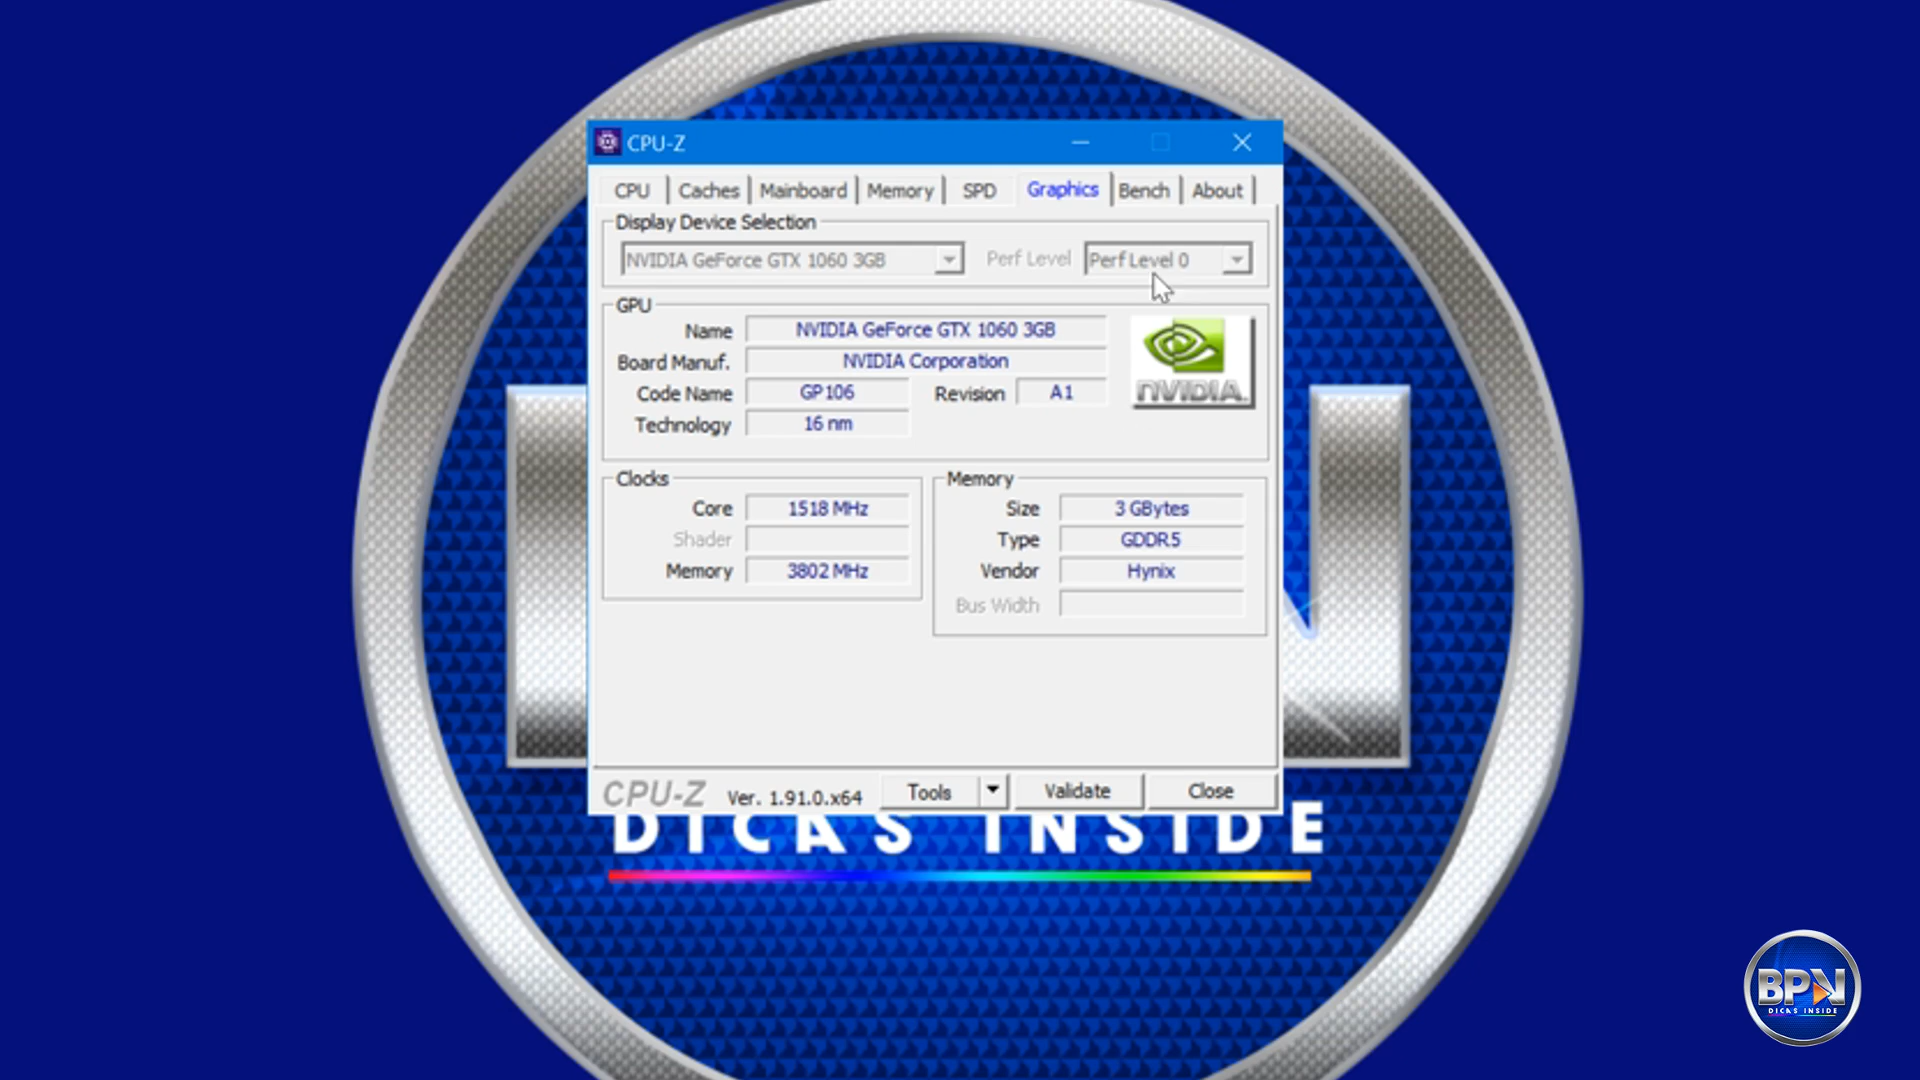 CPU-Z
CPU Caches Mainboard Memory SPD Graphics Bench About
Display Device Selection
NVIDIA GeForce GTX 1060 3GB Perf Level Perf Level 0
GPU
Name NVIDIA GeForce GTX 1060 3GB
Board Manuf. NVIDIA Corporation
Code Name GP106 Revision A1
Technology 16 nm
NVIDIA.
Clocks
Core 1518 MHz
Shader
Memory 3802 MHz
Memory
Size 3 GBytes
Type GDDR5
Vendor Hynix
Bus Width
CPU-Z Ver. 1.91.0.x64 Tools Validate Close
DICAS INSIDE
BPN
DICAS INSIDE